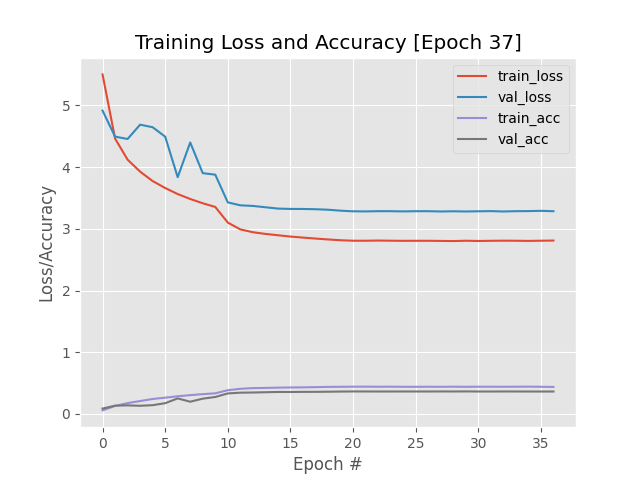 Training Loss and Accuracy [Epoch 37]
train_loss
val_loss
train_acc
val_acc
Loss/Accuracy
5
4
3
2
1
0
0 5 10 15 20 25 30 35
Epoch #